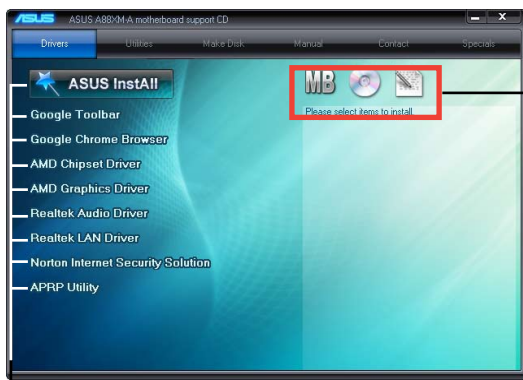 ASUS ASUS A88XM-A motherboard support CD
Drivers Utilities Make Disk Manual Contact Specials
ASUS InstAll
MB
Please select items to install.
Google Toolbar
Google Chrome Browser
AMD Chipset Driver
AMD Graphics Driver
Realtek Audio Driver
Realtek LAN Driver
Norton Internet Security Solution
APRP Utility